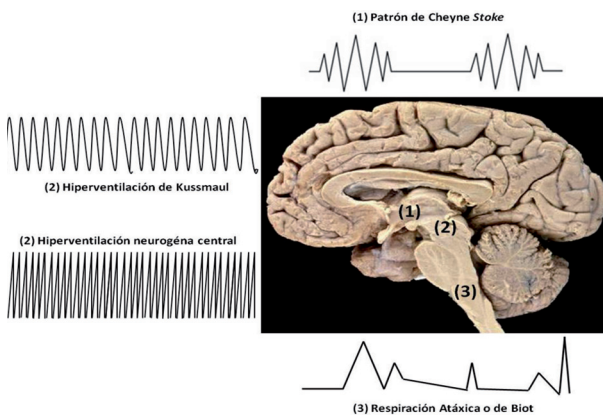 (1) Patrón de Cheyne Stoke
(2) Hiperventilación de Kussmaul
(2) Hiperventilación neurogéna central
(1)
(2)
(3)
(3) Respiración Atáxica o de Biot